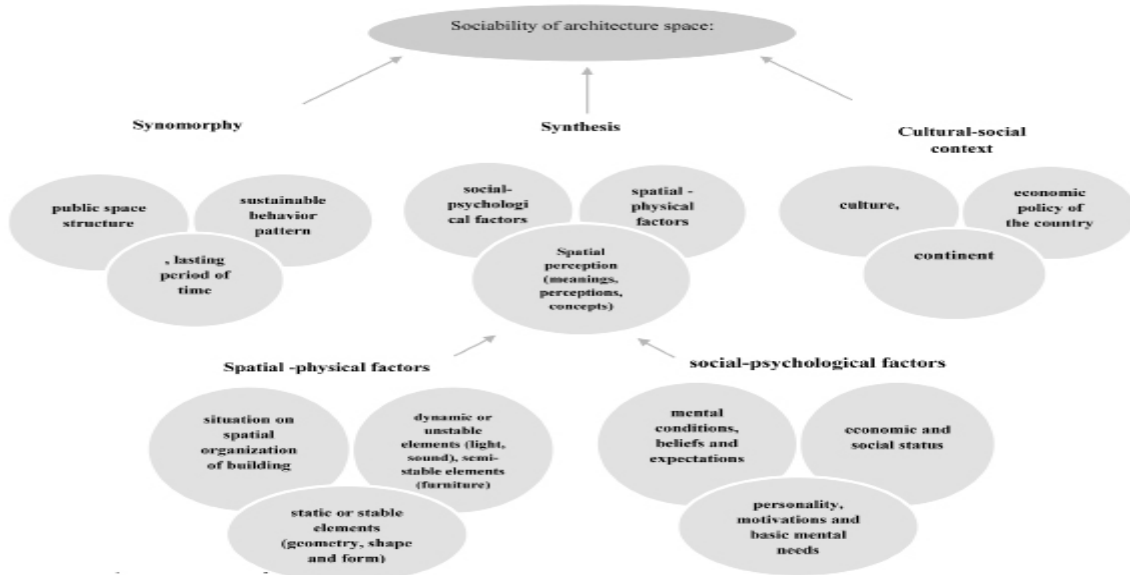 Sociability of architecture space:
Synomorphy
Synthesis
Cultural-social
context
public space
structure
sustainable
behavior
pattern
, lasting
period of
time
social-
psychologi
cal factors
spatial -
physical
factors
Spatial
perception
(meanings,
perceptions,
concepts)
culture,
economic
policy of
the country
continent
Spatial -physical factors
social-psychological factors
situation on
spatial
organization
of building
dynamic or
unstable
elements (light,
sound), semi-
stable elements
(furniture)
static or stable
elements
(geometry, shape
and form)
mental
conditions,
beliefs and
expectations
economic and
social status
personality,
motivations and
basic mental
needs